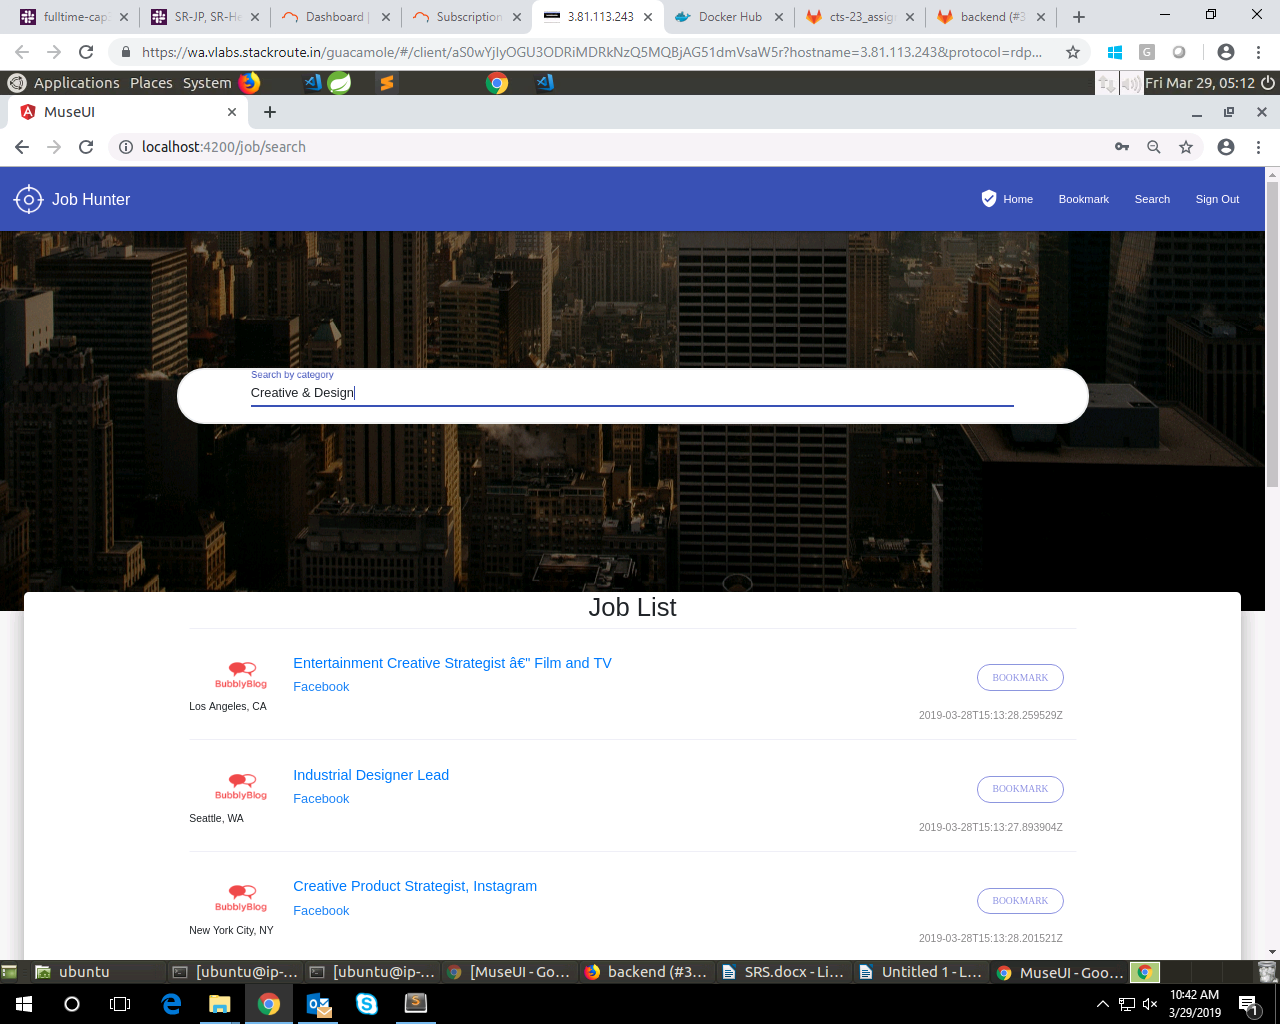 fulltime-cap
SR-JP, SR-He
Dashboard |
Subscription
3.81.113.243
Docker Hub
cts-23_assig
backend (#3
https://wa.vlabs.stackroute.in/guacamole/#/client/aS0wYjIyOGU3ODRiMDRkNzQ5MQBjAG51dmVsaW5r?hostname=3.81.113.243&protocol=rdp...
G
Applications Places System
Fri Mar 29, 05:12
MuseUI
localhost:4200/job/search
Job Hunter
Home Bookmark Search Sign Out
Search by category
Creative & Design
Job List
Entertainment Creative Strategist â€" Film and TV
BubblyBlog
Facebook
BOOKMARK
Los Angeles, CA
2019-03-28T15:13:28.259529Z
Industrial Designer Lead
BubblyBlog
Facebook
BOOKMARK
Seattle, WA
2019-03-28T15:13:27.893904Z
Creative Product Strategist, Instagram
BubblyBlog
Facebook
BOOKMARK
New York City, NY
2019-03-28T15:13:28.201521Z
ubuntu
[ubuntu@ip-...
[ubuntu@ip-...
[MuseUI - Go...
backend (#3...
SRS.docx - Li...
Untitled 1 - L...
MuseUI - Goo...
10:42 AM
3/29/2019
1